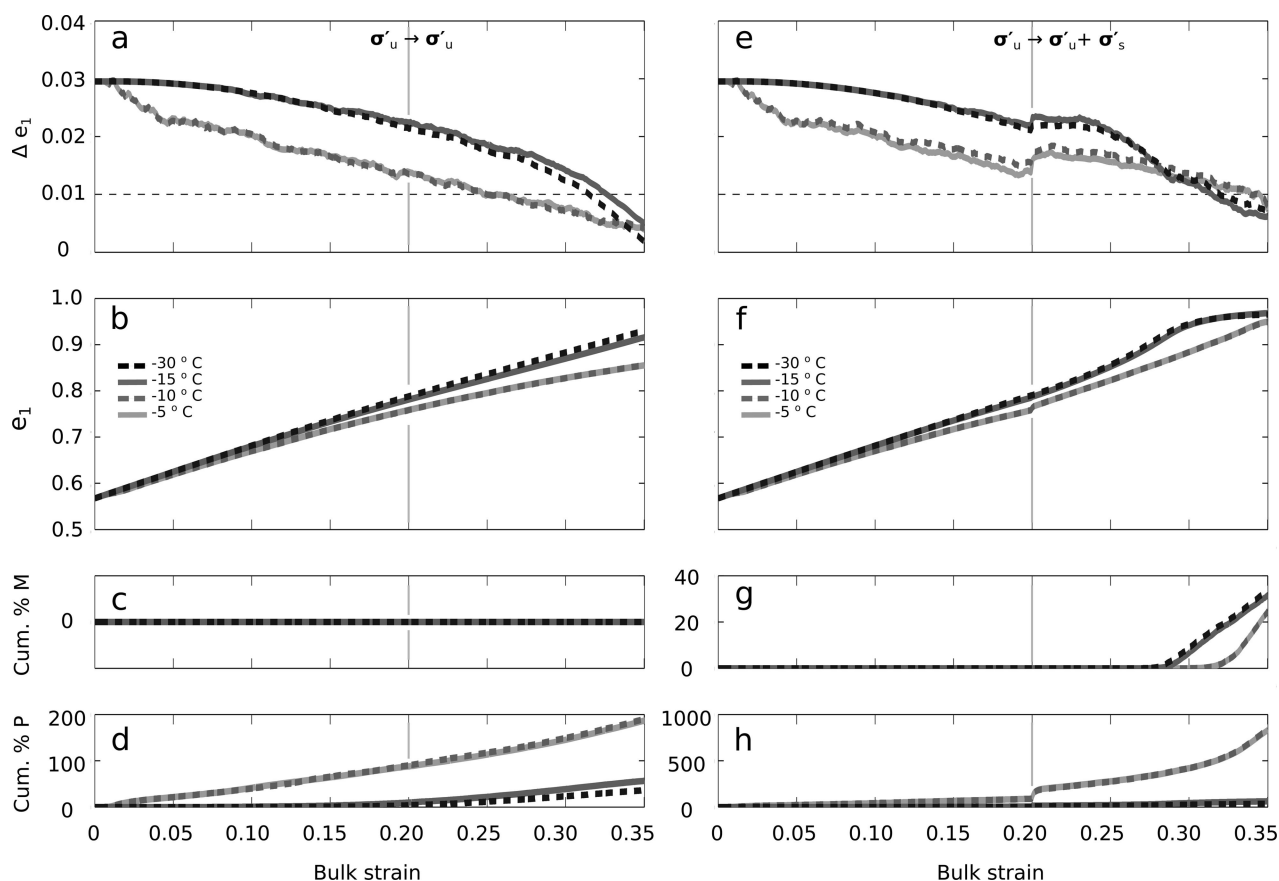 a
σ′u → σ′u
Δ e1
0.04
0.03
0.02
0.01
0
e
σ′u → σ′u + σ′s
b
e1
1.0
0.9
0.8
0.7
0.6
0.5
-30 °C
-15 °C
-10 °C
-5 °C
f
-30 °C
-15 °C
-10 °C
-5 °C
c
Cum. % M
0
g
40
20
0
d
Cum. % P
200
100
0
h
1000
500
0
0 0.05 0.10 0.15 0.20 0.25 0.30 0.35
Bulk strain
0 0.05 0.10 0.15 0.20 0.25 0.30 0.35
Bulk strain